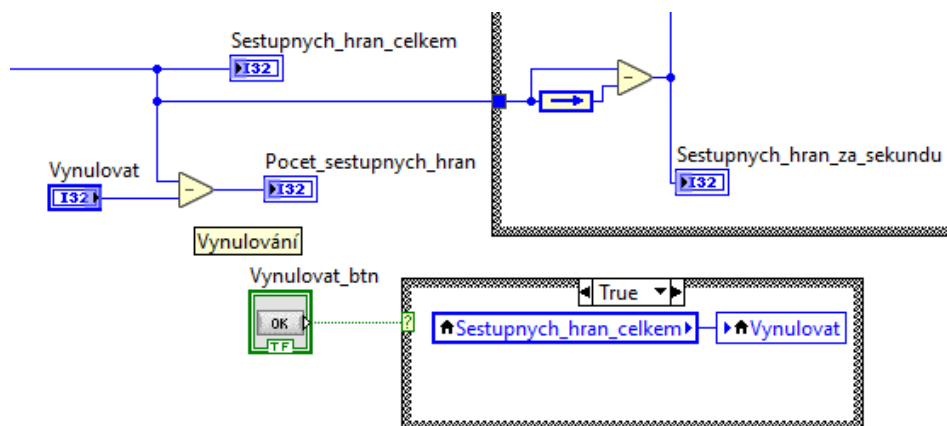 Sestupnych_hran_celkem
I32
Vynulovat
I32
Pocet_sestupnych_hran
I32
Sestupnych_hran_za_sekundu
I32
Vynulování
Vynulovat_btn
OK
TF
?
True
Sestupnych_hran_celkem
Vynulovat